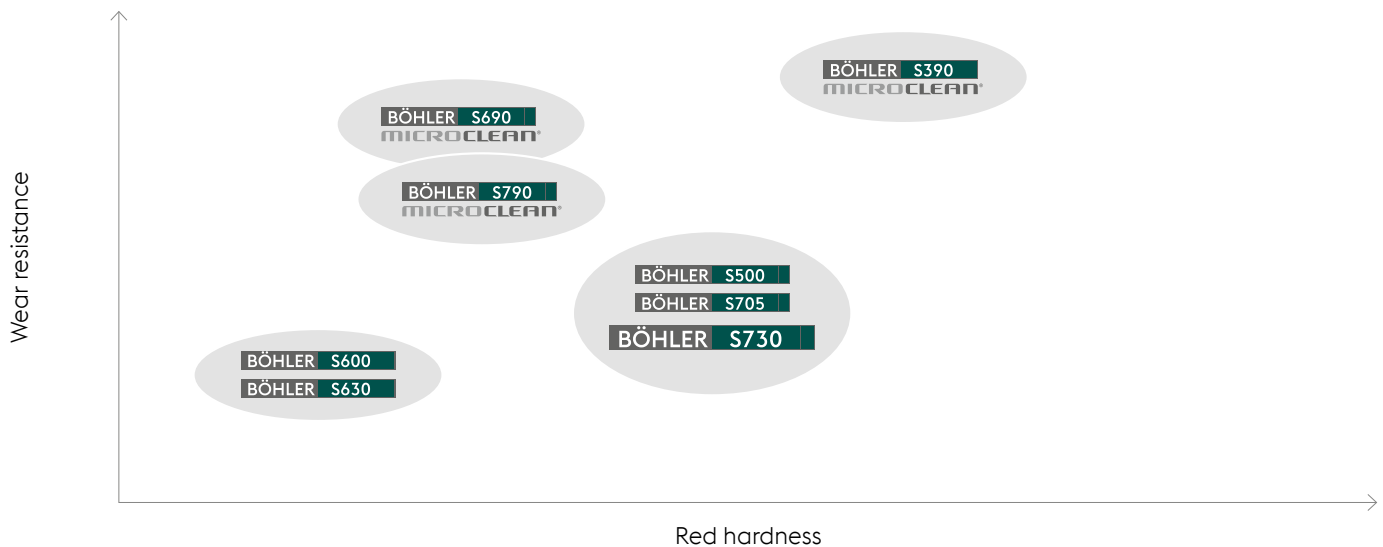 BÖHLER S390
MICROCLEAN®
BÖHLER S690
MICROCLEAN®
BÖHLER S790
MICROCLEAN®
Wear resistance
BÖHLER S500
BÖHLER S705
BÖHLER S730
BÖHLER S600
BÖHLER S630
Red hardness